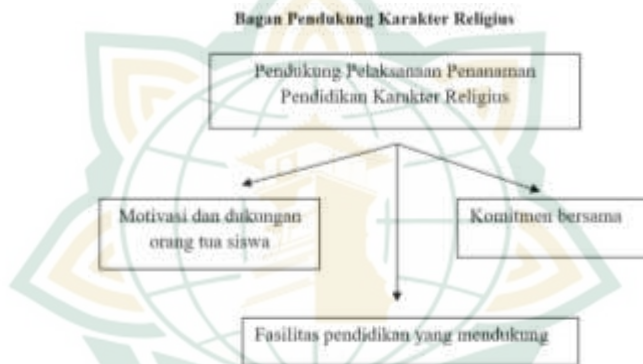 Bagan Pendukung Karakter Religius
Pendukung Pelaksanaan Penanaman
Pendidikan Karakter Religius
Motivasi dan dukungan
orang tua siswa
Komitmen bersama
Fasilitas pendidikan yang mendukung